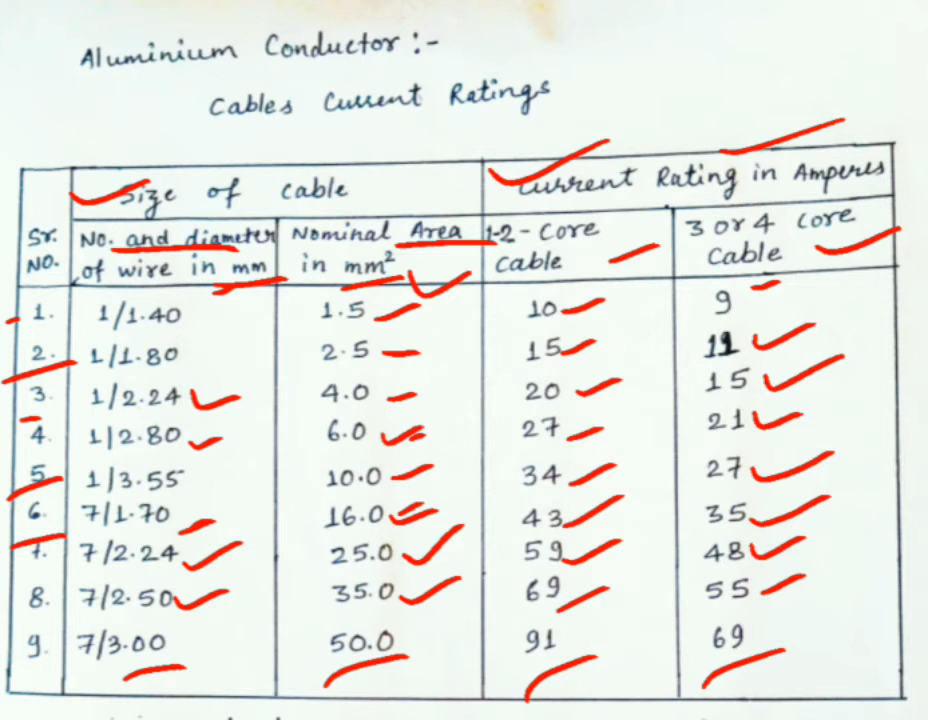 Aluminium Conductor :-
Cables Current Ratings
Sr. No.
Size of cable
Current Rating in Amperes
No. and diameter of wire in mm
Nominal Area in mm²
1-2-Core Cable
3 or 4 core Cable
1. 1/1.40 1.5 10 9
2. 1/1.80 2.5 15 11
3. 1/2.24 4.0 20 15
4. 1/2.80 6.0 27 21
5. 1/3.55 10.0 34 27
6. 7/1.70 16.0 43 35
7. 7/2.24 25.0 59 48
8. 7/2.50 35.0 69 55
9. 7/3.00 50.0 91 69